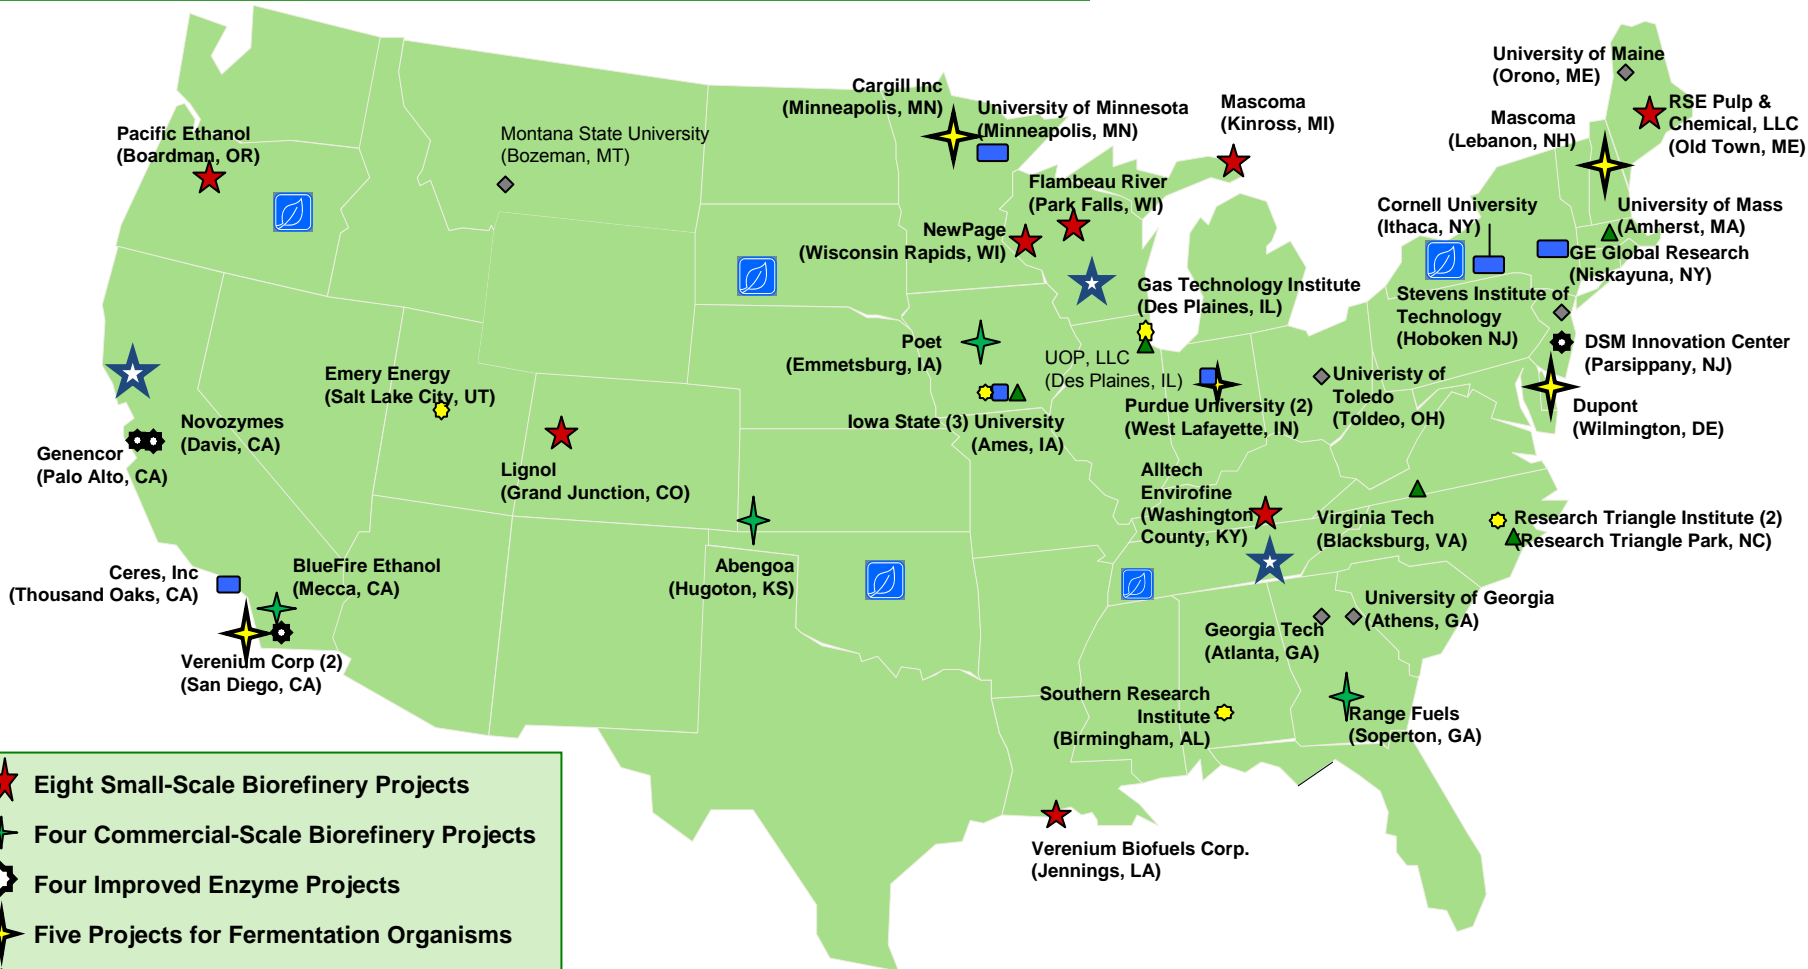 University of Maine
(Orono, ME)
Cargill Inc
(Minneapolis, MN)
University of Minnesota
(Minneapolis, MN)
Mascoma
(Kinross, MI)
Mascoma
(Lebanon, NH)
RSE Pulp &
Chemical, LLC
(Old Town, ME)
Pacific Ethanol
(Boardman, OR)
Montana State University
(Bozeman, MT)
Flambeau River
(Park Falls, WI)
NewPage
(Wisconsin Rapids, WI)
Cornell University
(Ithaca, NY)
University of Mass
(Amherst, MA)
GE Global Research
(Niskayuna, NY)
Gas Technology Institute
(Des Plaines, IL)
Stevens Institute of
Technology
(Hoboken NJ)
DSM Innovation Center
(Parsippany, NJ)
Poet
(Emmetsburg, IA)
UOP, LLC
(Des Plaines, IL)
Emery Energy
(Salt Lake City, UT)
Univeristy of
Toledo
(Toldeo, OH)
Purdue University (2)
(West Lafayette, IN)
Dupont
(Wilmington, DE)
Iowa State (3) University
(Ames, IA)
Novozymes
(Davis, CA)
Genencor
(Palo Alto, CA)
Lignol
(Grand Junction, CO)
Alltech
Envirofine
(Washington
County, KY)
Virginia Tech
(Blacksburg, VA)
Research Triangle Institute (2)
(Research Triangle Park, NC)
Ceres, Inc
(Thousand Oaks, CA)
BlueFire Ethanol
(Mecca, CA)
Abengoa
(Hugoton, KS)
University of Georgia
(Athens, GA)
Georgia Tech
(Atlanta, GA)
Verenium Corp (2)
(San Diego, CA)
Southern Research
Institute
(Birmingham, AL)
Range Fuels
(Soperton, GA)
Verenium Biofuels Corp.
(Jennings, LA)
Eight Small-Scale Biorefinery Projects
Four Commercial-Scale Biorefinery Projects
Four Improved Enzyme Projects
Five Projects for Fermentation Organisms